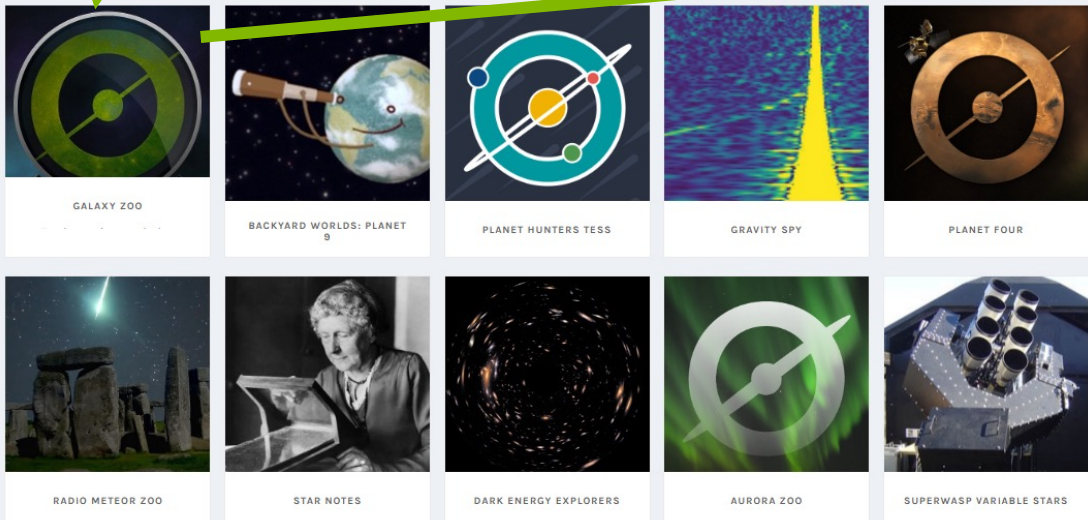 GALAXY ZOO
BACKYARD WORLDS: PLANET
9
PLANET HUNTERS TESS
GRAVITY SPY
PLANET FOUR
RADIO METEOR ZOO
STAR NOTES
DARK ENERGY EXPLORERS
AURORA ZOO
SUPERWASP VARIABLE STARS